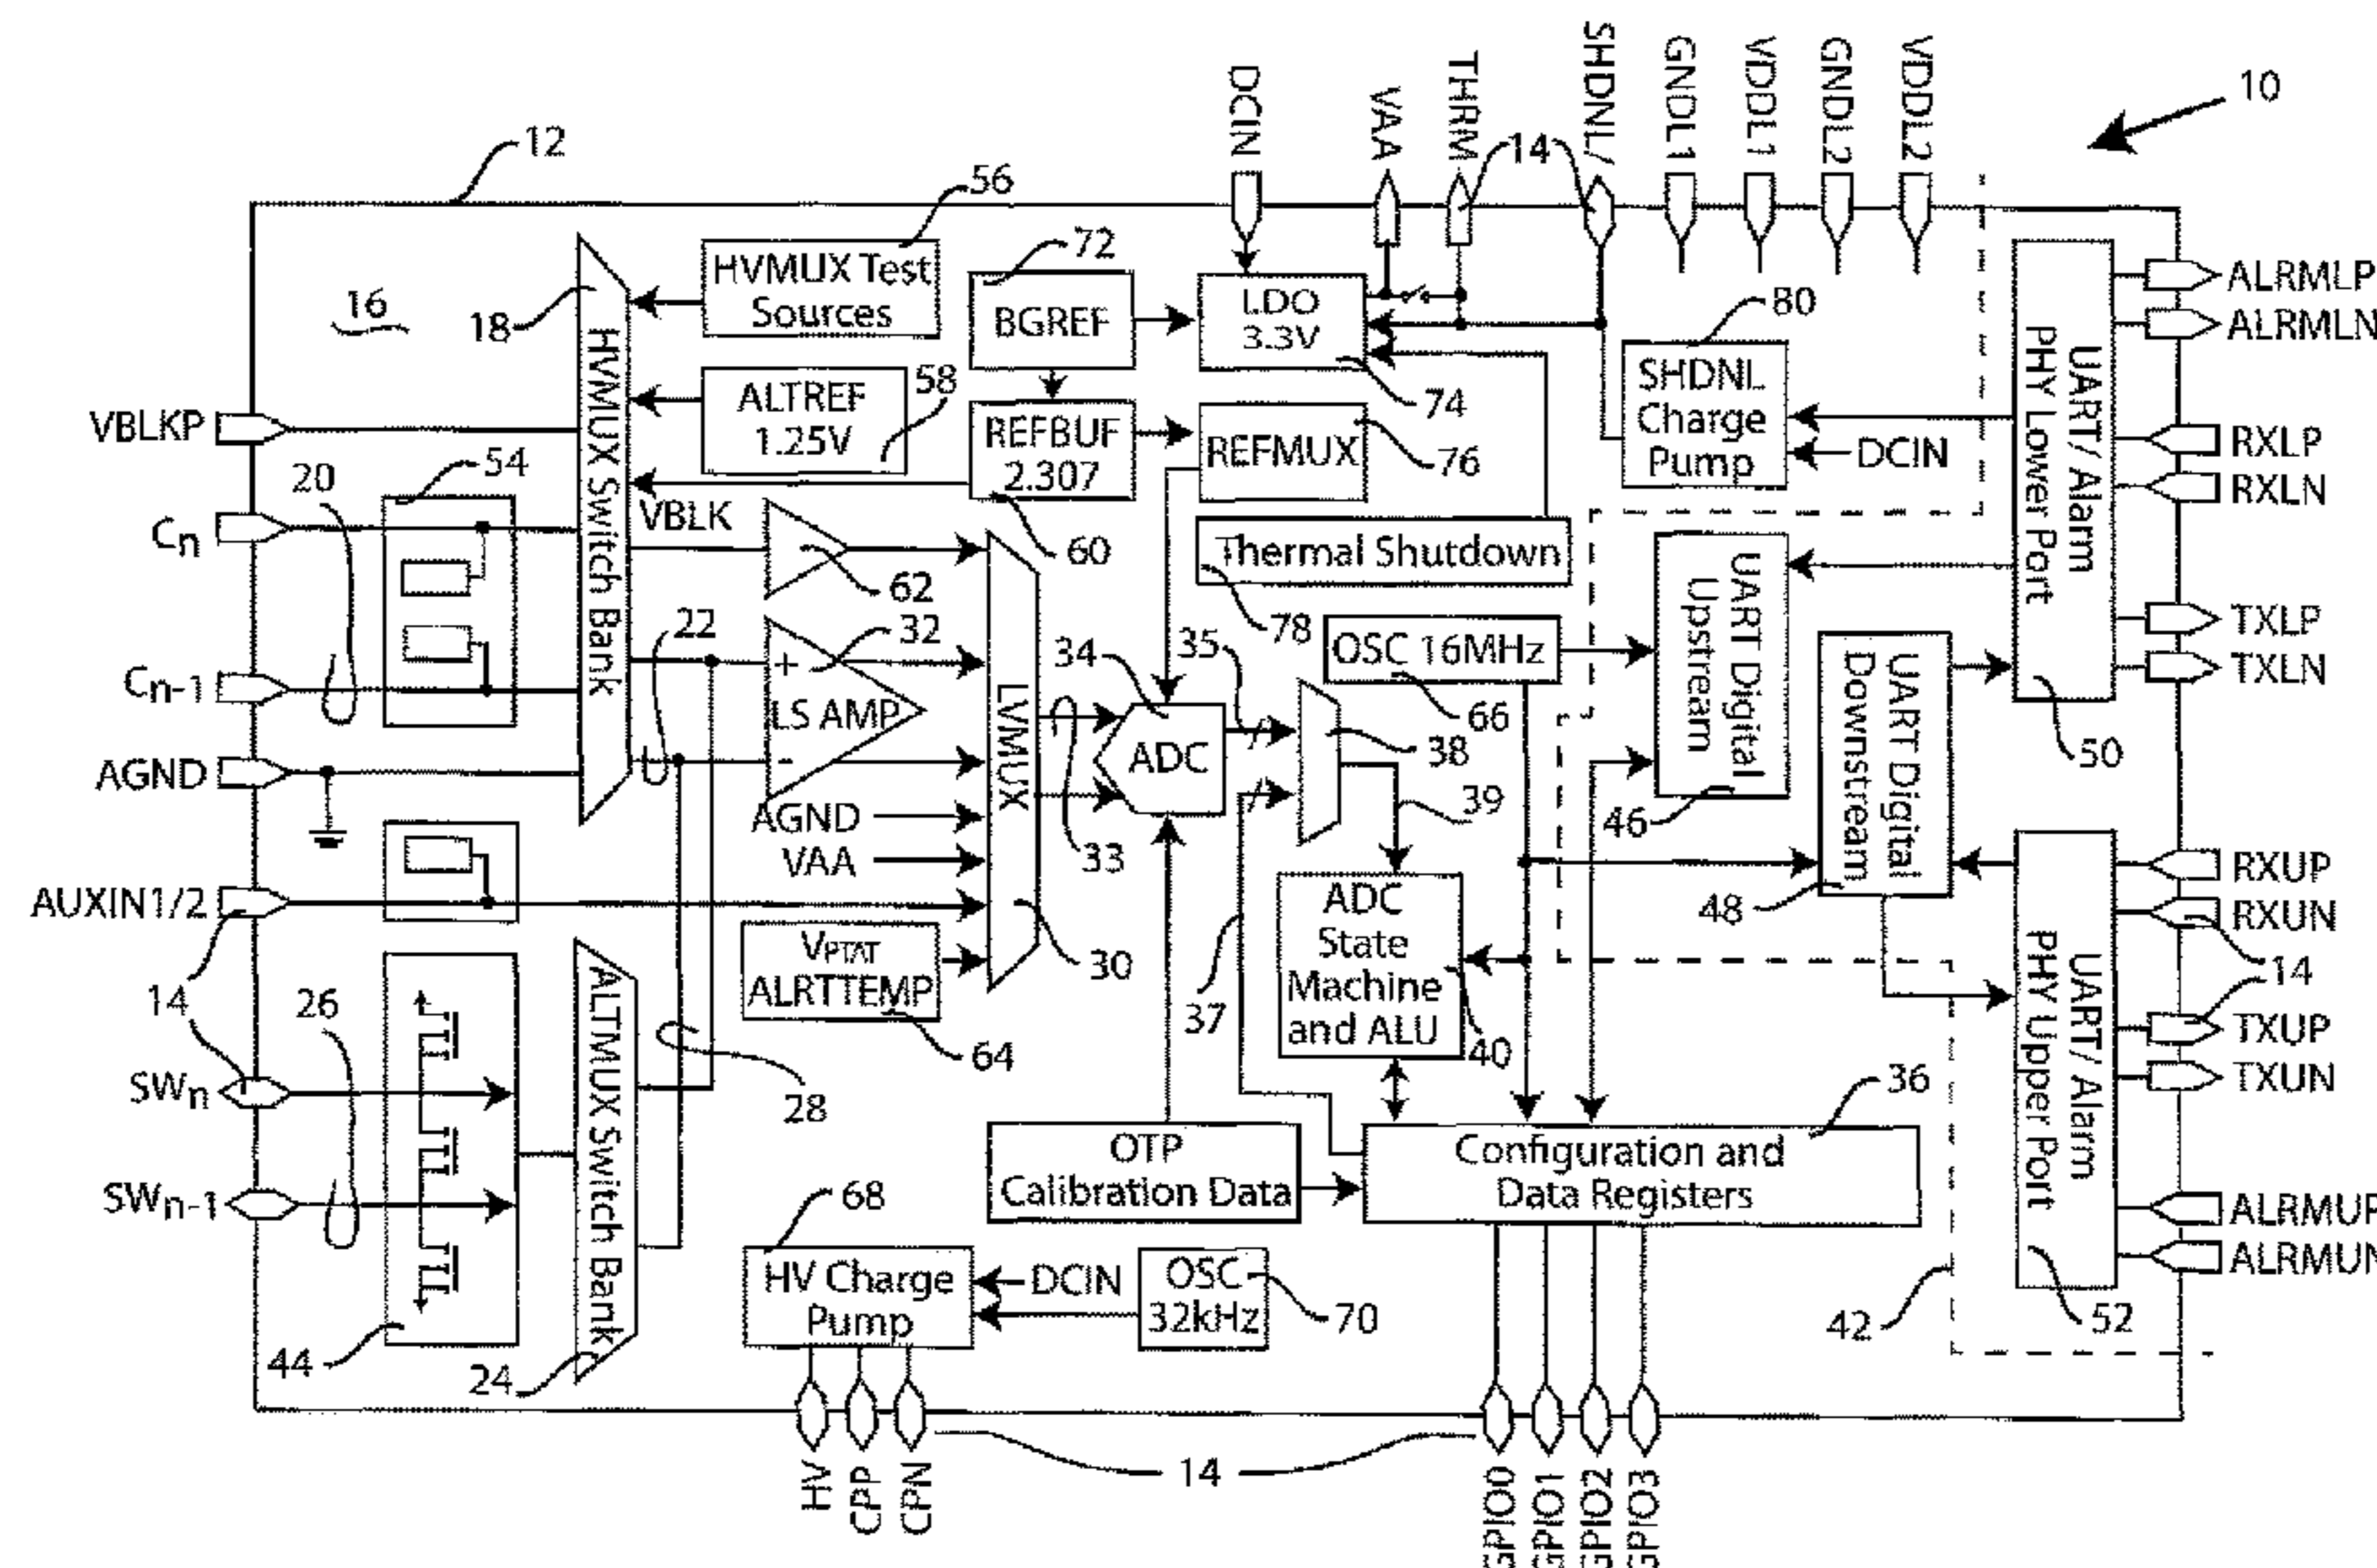 10
DCIN
VAA
THRM
SHDNL/
GNDL1
VDDL1
GNDL2
VDDL2
12
14
56
HVMUX Test
Sources
16
18
HVMUX Switch
Bank
72
BGREF
LDO
3.3V
74
80
SHDNL
Charge
Pump
DCIN
UART/ Alarm
PHY Lower Port
50
ALRMLP
ALRMLN
RXLP
RXLN
TXLP
TXLN
VBLKP
ALTREF
1.25V
58
REFBUF
2.307
60
REFMUX
76
20
54
Cn
Cn-1
AGND
VBLK
62
22
+
32
LS AMP
-
AGND
VAA
LVMUX
30
33
Thermal Shutdown
78
OSC 16MHz
66
34
ADC
35
38
39
37
ADC
State
Machine
and ALU
40
UART Digital
Upstream
46
UART Digital
Downstream
48
AUXIN1/2
14
VPTAT
ALRTTEMP
64
UART/ Alarm
PHY Upper Port
52
RXUP
RXUN
14
TXUP
TXUN
ALRMUP
ALRMUN
26
SWn
SWn-1
44
ALTMUX Switch
Bank
24
28
OTP
Calibration Data
Configuration and
Data Registers
36
68
HV Charge
Pump
DCIN
OSC
32kHz
70
42
HV
CPP
CPN
14
GPIO0
GPIO1
GPIO2
GPIO3